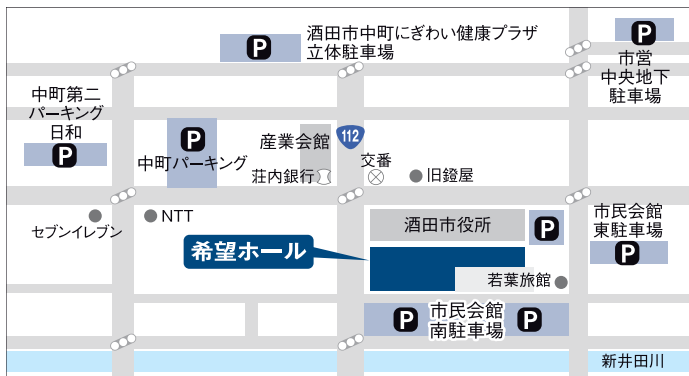 酒田市中町にぎわい健康プラザ
立体駐車場
P
P
市営
中央地下
駐車場
中町第二
パーキング
日和
P
P
中町パーキング
産業会館
112
荘内銀行
交番
旧鐙屋
セブンイレブン
NTT
酒田市役所
P
市民会館
東駐車場
P
希望ホール
若葉旅館
P
市民会館
南駐車場
P
新井田川